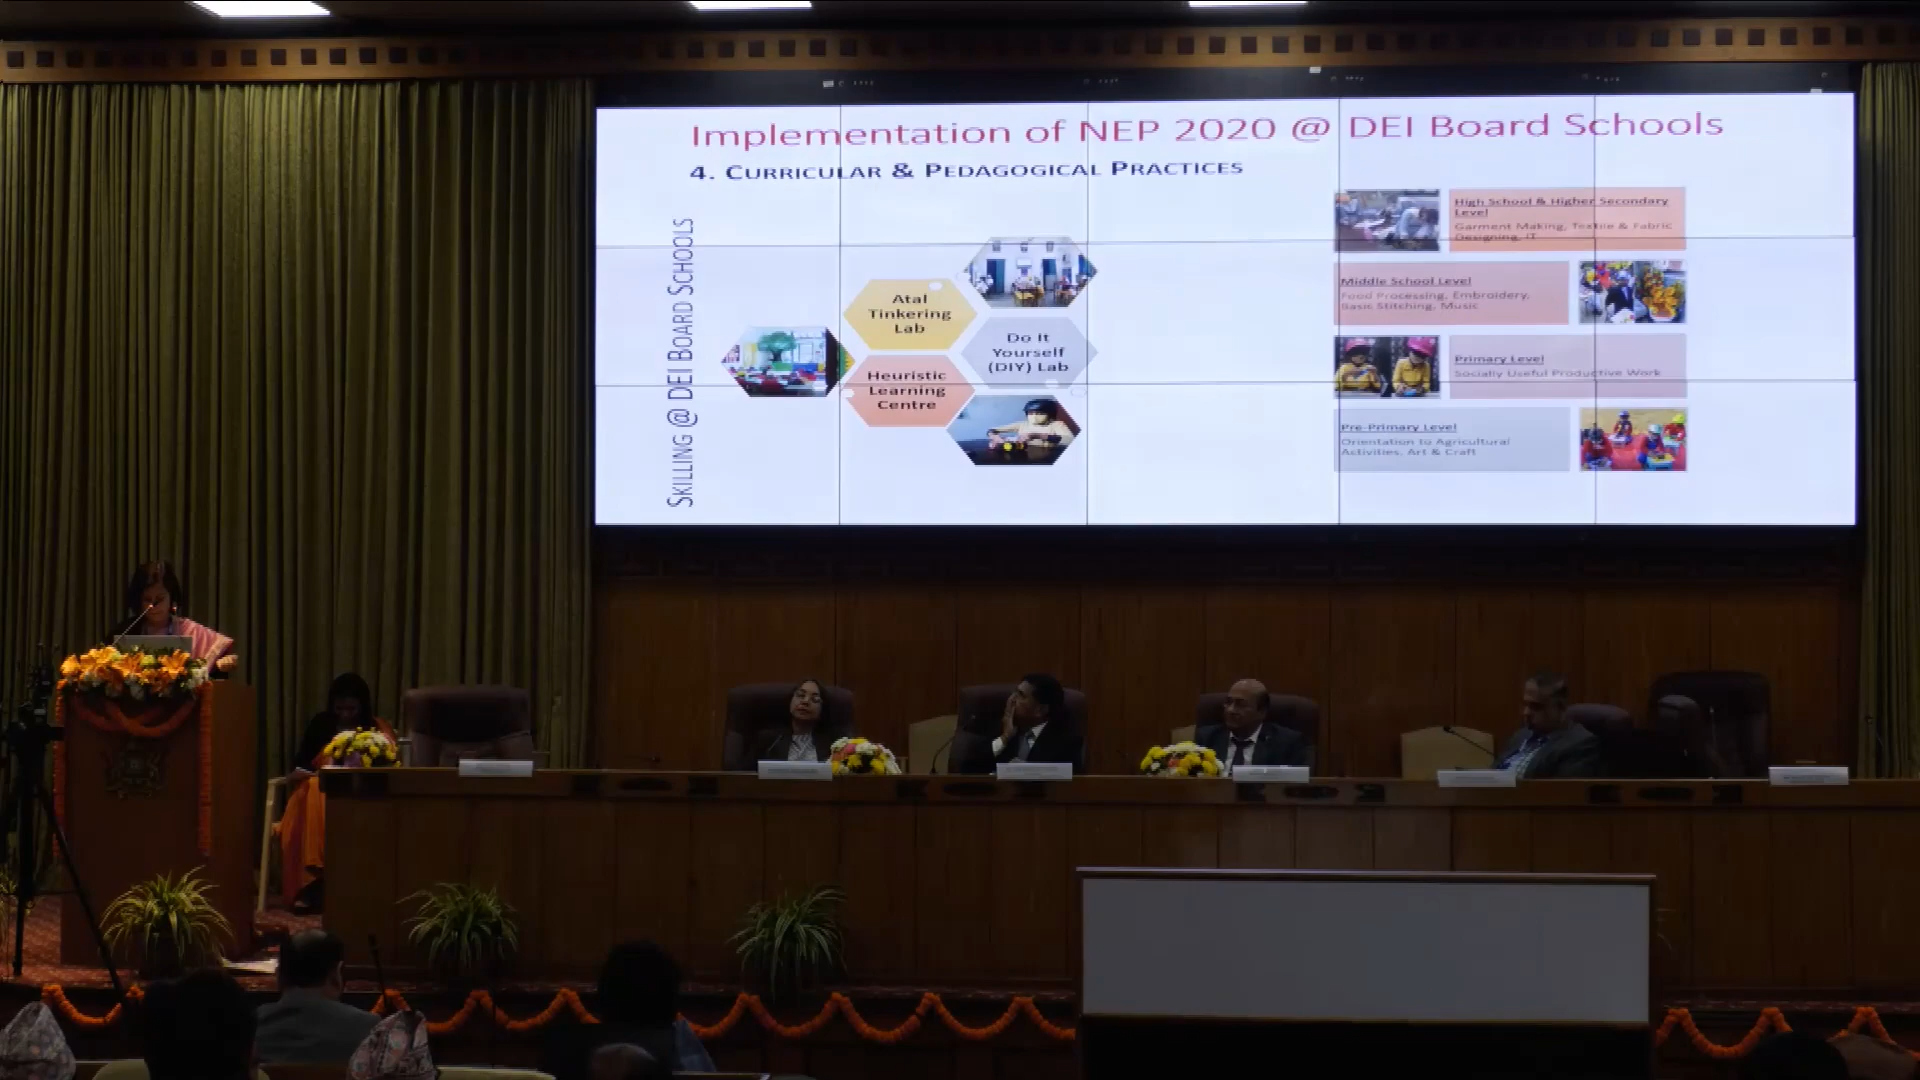 Implementation of NEP 2020 @ DEI Board Schools
4. CURRICULAR & PEDAGOGICAL PRACTICES
SKILLING @ DEI BOARD SCHOOLS
Atal
Tinkering
Lab
Do It
Yourself
(DIY) Lab
Heuristic
Learning
Centre
High School & Higher Secondary
Level
Garment Making, Textile & Fabric
Designing, IT
Middle School Level
Food Processing, Embroidery,
Basic Stitching, Music
Primary Level
Socially Useful Productive Work
Pre-Primary Level
Orientation to Agricultural
Activities, Art & Craft